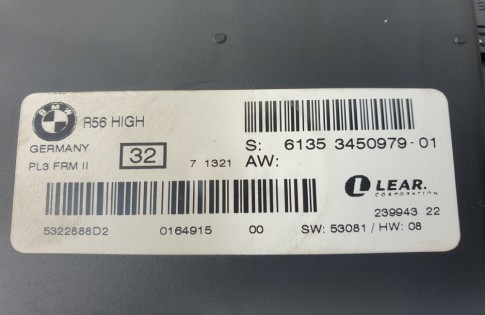 BMW
R56 HIGH
GERMANY
PL3 FRM II
32
7 1321
S: 6135 3450979-01
AW:
LEAR.
CORPORATION
239943 22
5322888D2
0164915
00
SW: 53081 / HW: 08